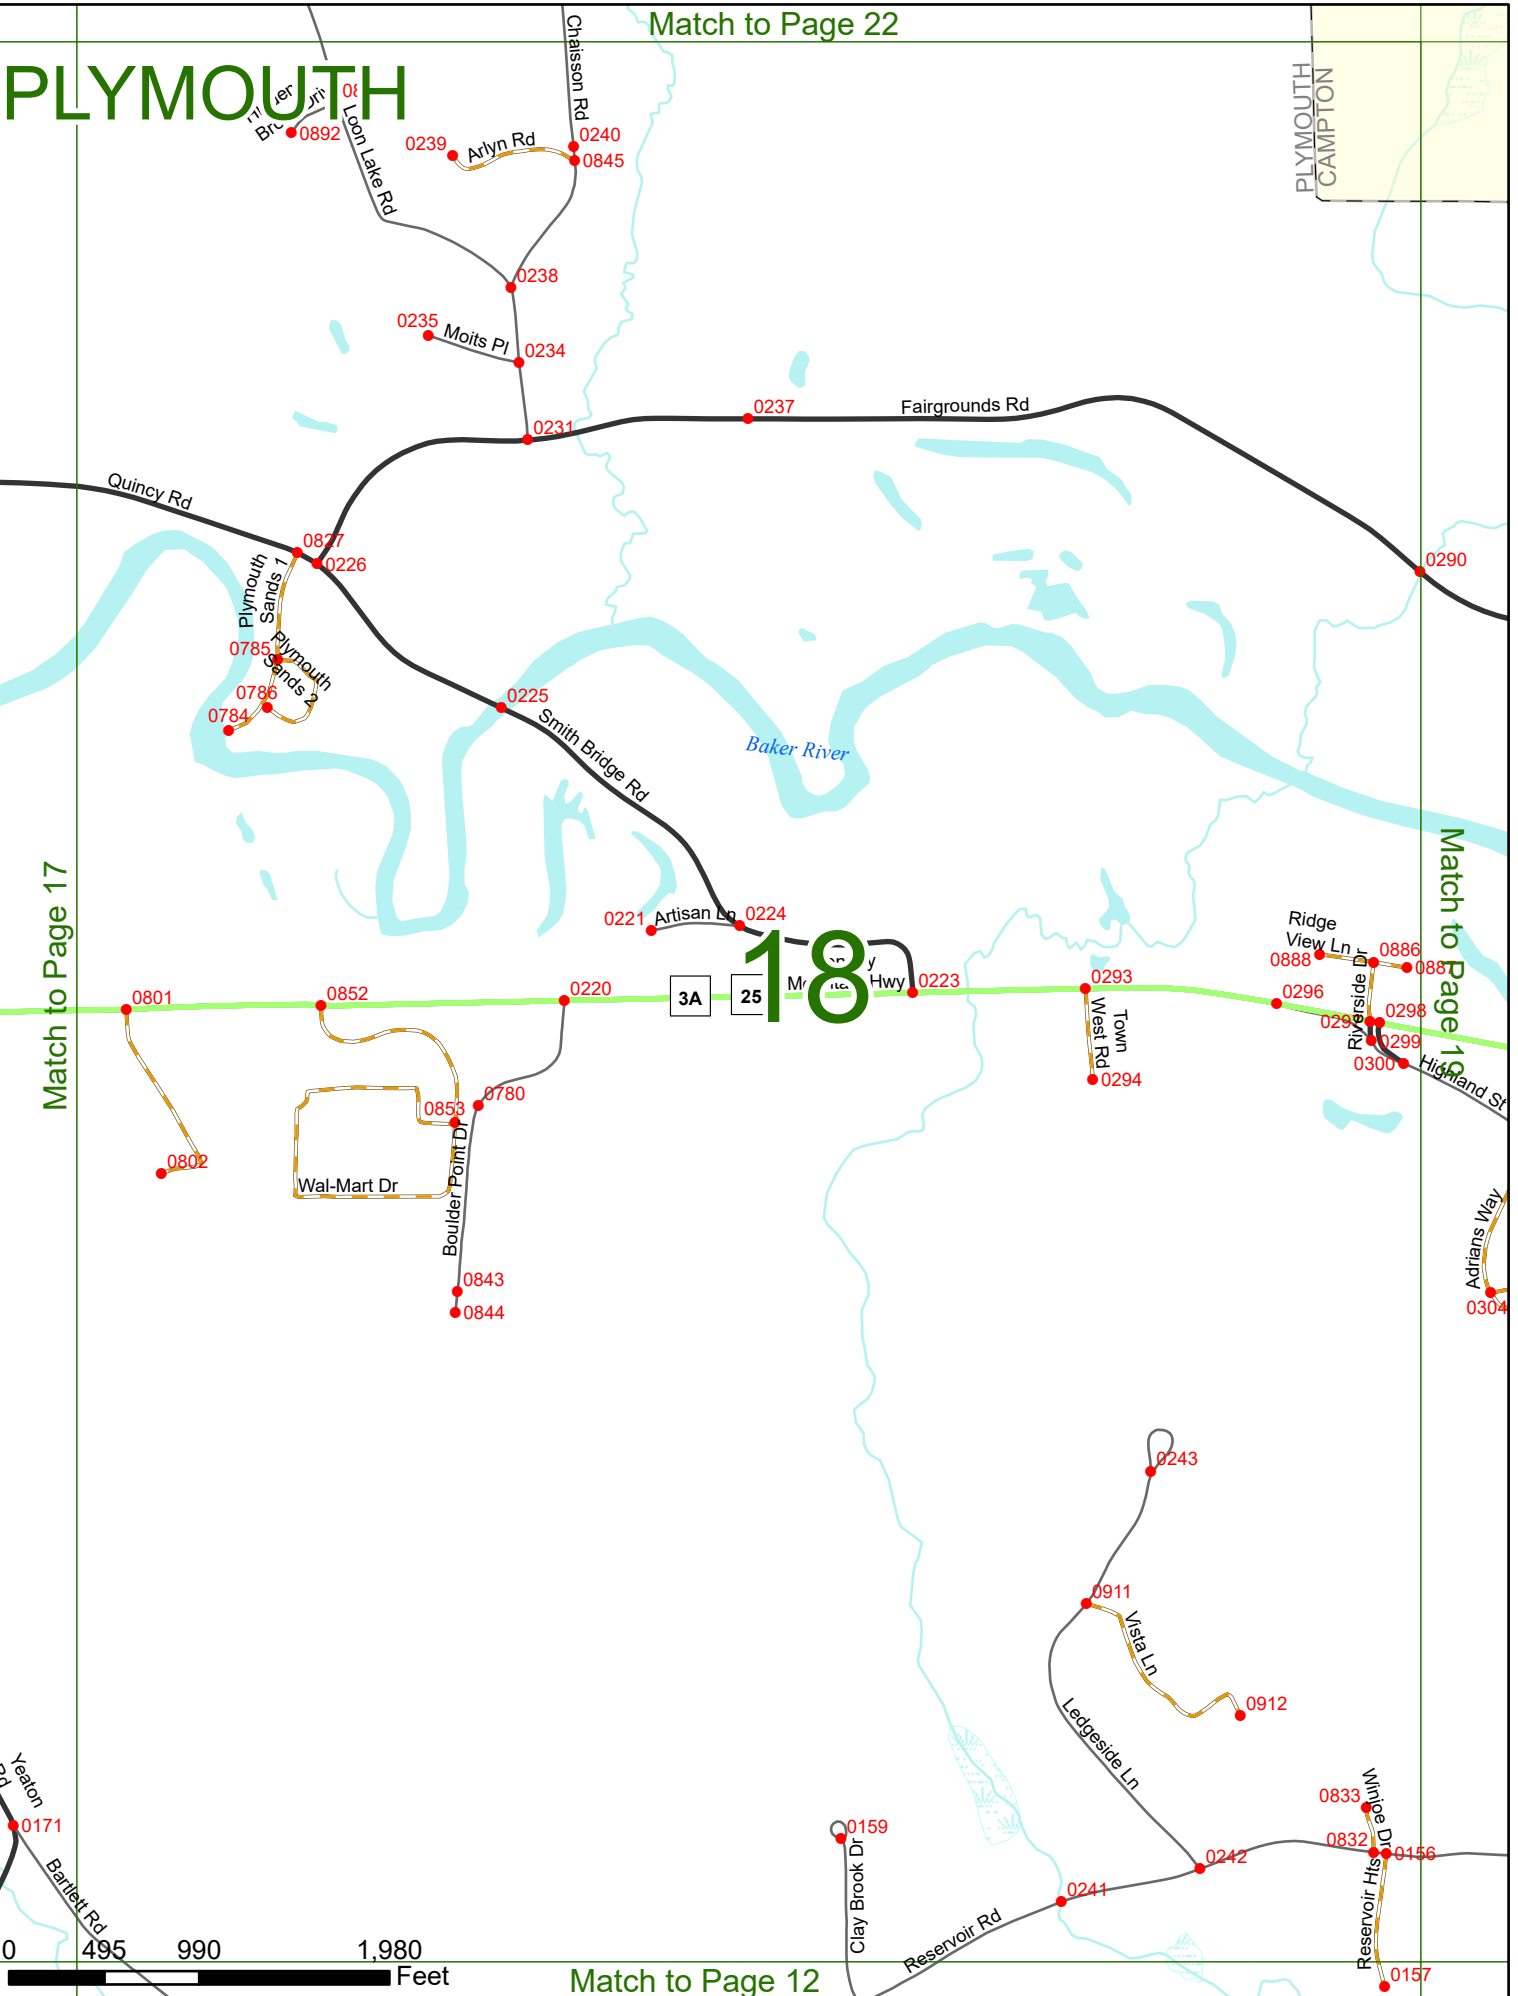 Match to Page 22
PLYMOUTH
Chaisson Rd
PLYMOUTH
CAMPTON
0892
Loon Lake Rd
0239
Arlyn Rd
0240
0845
0238
0235
Moits Pl
0234
0237
Fairgrounds Rd
0231
Quincy Rd
0827
0226
0290
Plymouth
Sands 1
0785
Plymouth
Sands 2
0786
0784
0225
Smith Bridge Rd
Baker River
Match to Page 17
Match to Page 19
0221
Artisan Ln
0224
18
Ridge
View Ln
0886
0888
Riverside Dr
0801
0852
0220
3A
25
Hwy
0223
0293
0296
0298
0299
0300
Highland St
Town
West Rd
0294
0780
0853
0802
Wal-Mart Dr
Boulder Point Dr
Adrians Way
0304
0843
0844
0243
0911
Vista Ln
0912
Ledgeside Ln
Yeaton
Rd
0171
Bartlett Rd
0159
Clay Brook Dr
0833
Winjoe Dr
0832
0156
0242
0241
Reservoir Rd
Reservoir Hts
0157
0 495 990 1,980
Feet
Match to Page 12